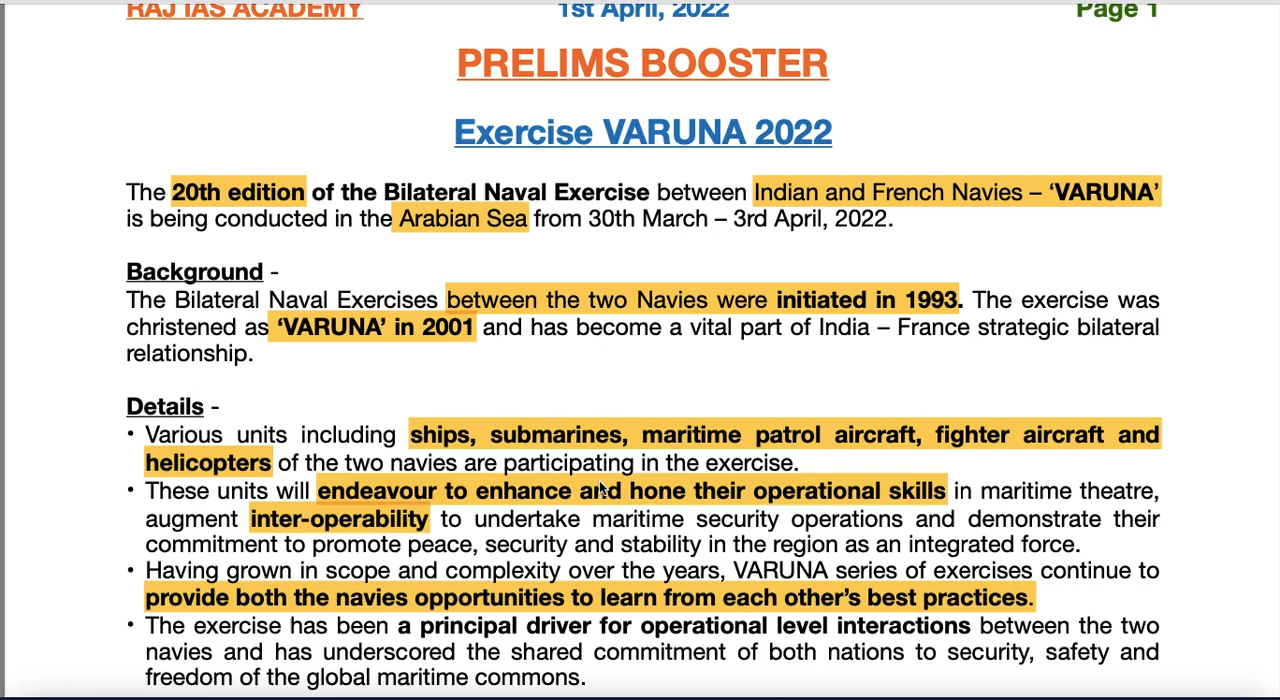 RAJ IAS ACADEMY 1st April, 2022 Page 1
PRELIMS BOOSTER
Exercise VARUNA 2022
The 20th edition of the Bilateral Naval Exercise between Indian and French Navies – ‘VARUNA’
is being conducted in the Arabian Sea from 30th March – 3rd April, 2022.
Background -
The Bilateral Naval Exercises between the two Navies were initiated in 1993. The exercise was
christened as ‘VARUNA’ in 2001 and has become a vital part of India – France strategic bilateral
relationship.
Details -
• Various units including ships, submarines, maritime patrol aircraft, fighter aircraft and
helicopters of the two navies are participating in the exercise.
• These units will endeavour to enhance and hone their operational skills in maritime theatre,
augment inter-operability to undertake maritime security operations and demonstrate their
commitment to promote peace, security and stability in the region as an integrated force.
• Having grown in scope and complexity over the years, VARUNA series of exercises continue to
provide both the navies opportunities to learn from each other’s best practices.
• The exercise has been a principal driver for operational level interactions between the two
navies and has underscored the shared commitment of both nations to security, safety and
freedom of the global maritime commons.